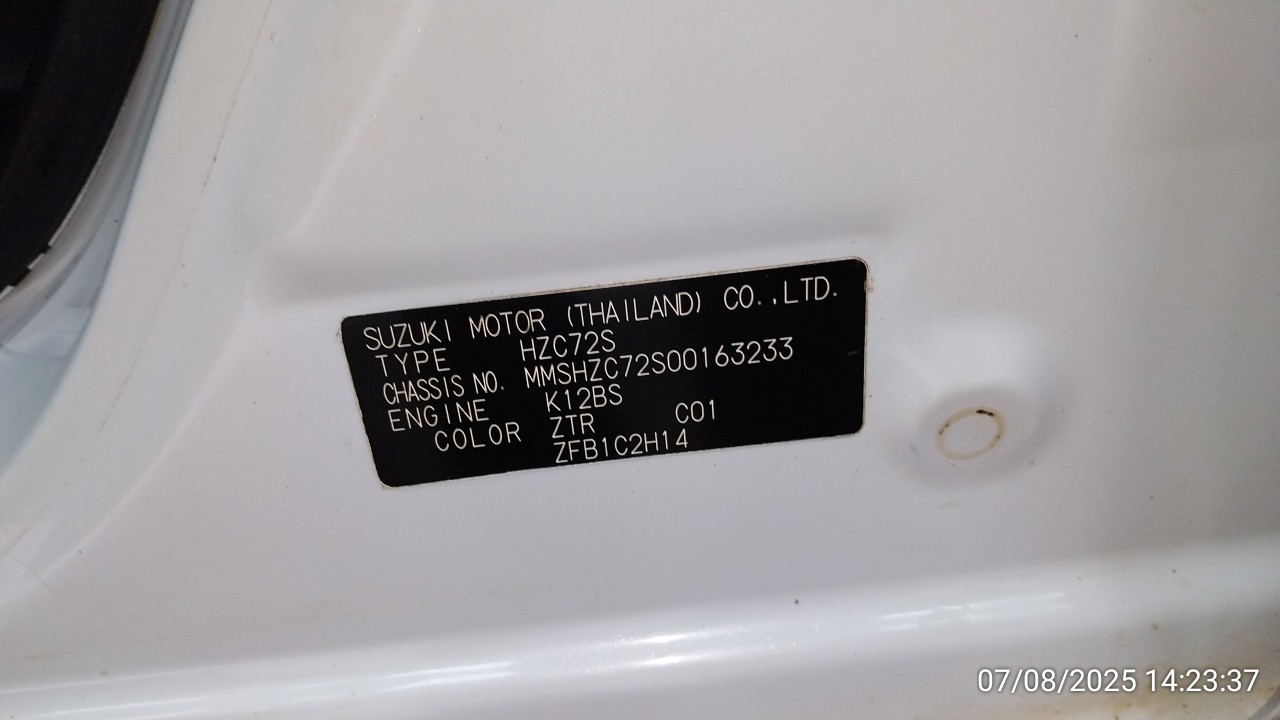 SUZUKI MOTOR (THAILAND) CO.,LTD.
TYPE HZC72S
CHASSIS NO. MMSHZC72S00163233
ENGINE K12BS
COLOR ZTR C01
ZFB1C2H14
07/08/2025 14:23:37